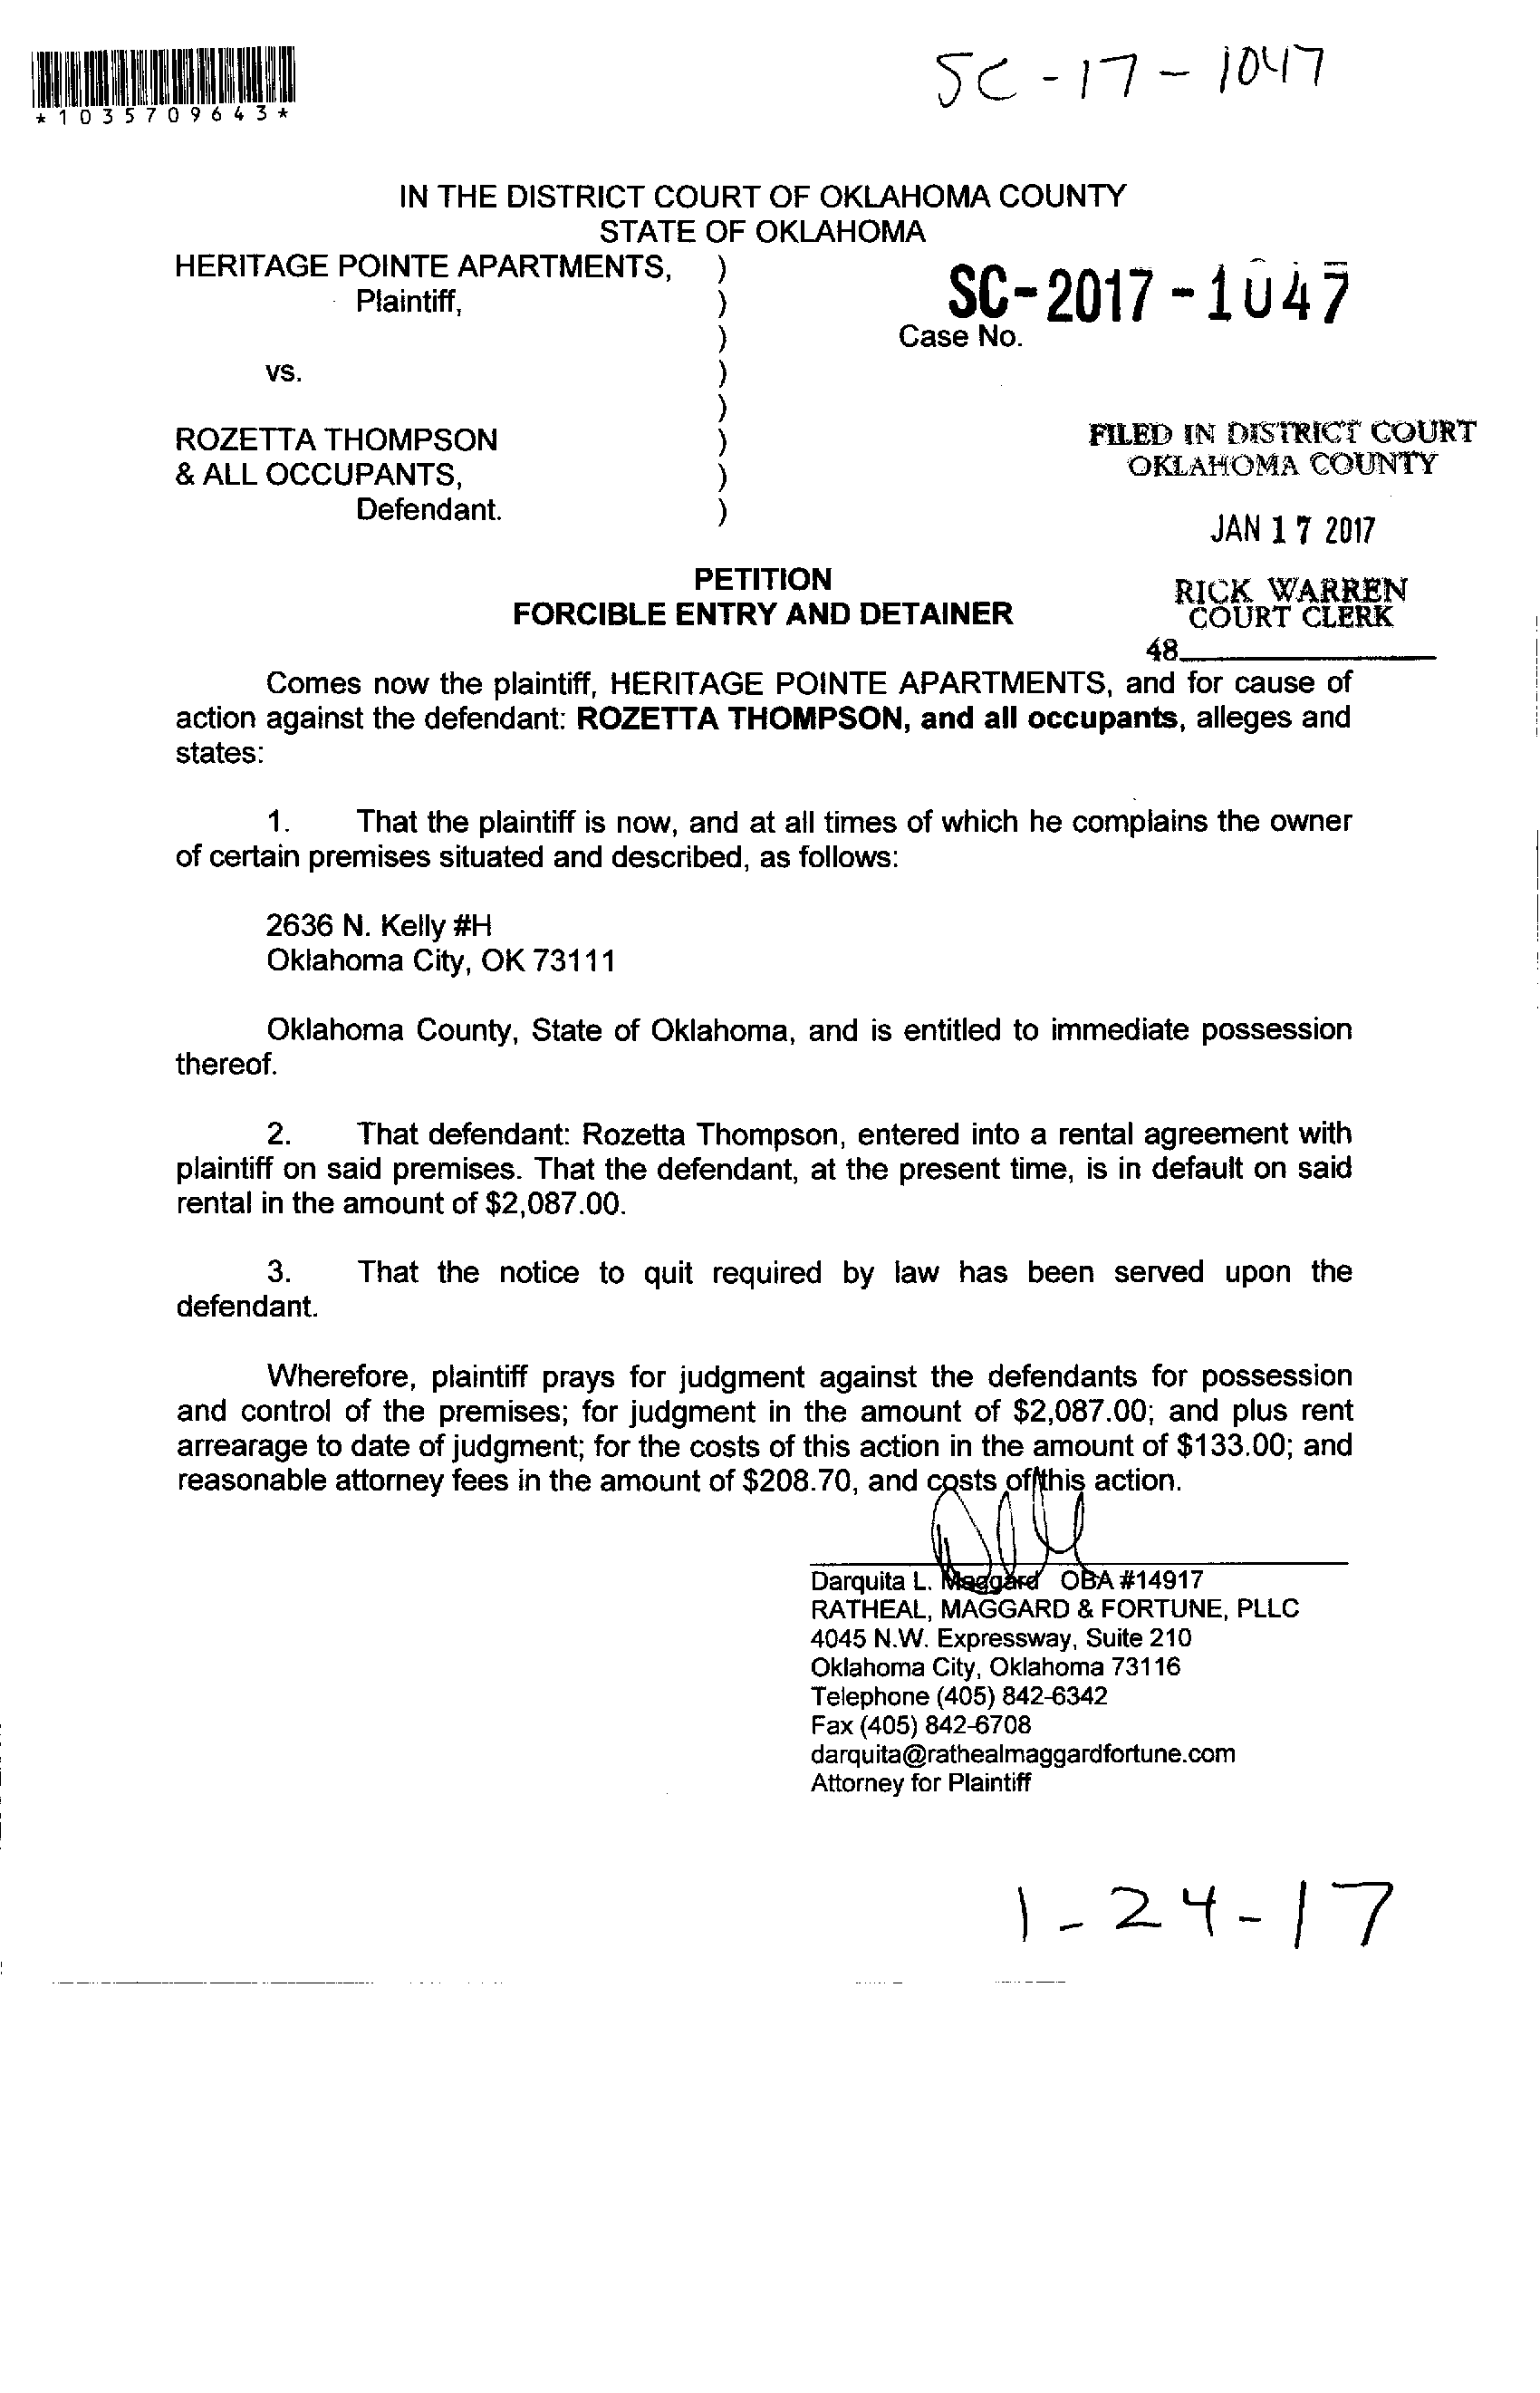 *1035709643*
SC-17-1047
IN THE DISTRICT COURT OF OKLAHOMA COUNTY
STATE OF OKLAHOMA
HERITAGE POINTE APARTMENTS, )
Plaintiff, )
SC-2017-1047
) Case No.
vs. )
)
ROZETTA THOMPSON )
& ALL OCCUPANTS, )
Defendant. )
FILED IN DISTRICT COURT
OKLAHOMA COUNTY
JAN 17 2017
RICK WARREN
COURT CLERK
48
PETITION
FORCIBLE ENTRY AND DETAINER
Comes now the plaintiff, HERITAGE POINTE APARTMENTS, and for cause of
action against the defendant: ROZETTA THOMPSON, and all occupants, alleges and
states:
1. That the plaintiff is now, and at all times of which he complains the owner
of certain premises situated and described, as follows:
2636 N. Kelly #H
Oklahoma City, OK 73111
Oklahoma County, State of Oklahoma, and is entitled to immediate possession
thereof.
2. That defendant: Rozetta Thompson, entered into a rental agreement with
plaintiff on said premises. That the defendant, at the present time, is in default on said
rental in the amount of $2,087.00.
3. That the notice to quit required by law has been served upon the
defendant.
Wherefore, plaintiff prays for judgment against the defendants for possession
and control of the premises; for judgment in the amount of $2,087.00; and plus rent
arrearage to date of judgment; for the costs of this action in the amount of $133.00; and
reasonable attorney fees in the amount of $208.70, and costs of this action.
Darquita L. Maggard OBA #14917
RATHEAL, MAGGARD & FORTUNE, PLLC
4045 N.W. Expressway, Suite 210
Oklahoma City, Oklahoma 73116
Telephone (405) 842-6342
Fax (405) 842-6708
darquita@rathealmaggardfortune.com
Attorney for Plaintiff
1-24-17